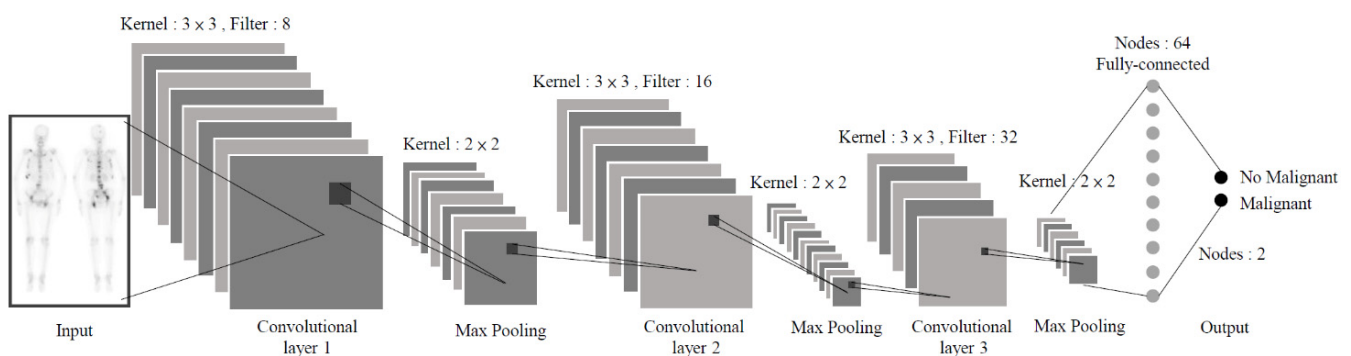 Kernel : 3 × 3 , Filter : 8
Kernel : 2 × 2
Kernel : 3 × 3 , Filter : 16
Kernel : 2 × 2
Kernel : 3 × 3 , Filter : 32
Kernel : 2 × 2
Nodes : 64
Fully-connected
No Malignant
Malignant
Nodes : 2
Input
Convolutional
layer 1
Max Pooling
Convolutional
layer 2
Max Pooling
Convolutional
layer 3
Max Pooling
Output